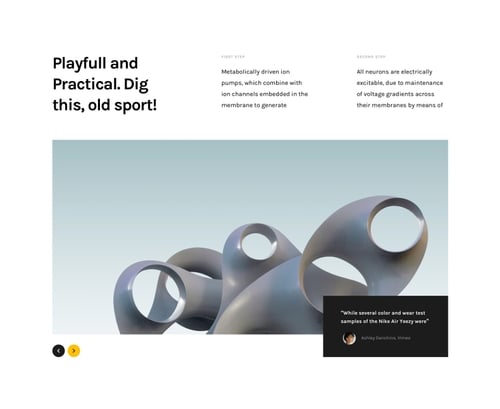 Playfull and
Practical. Dig
this, old sport!
FIRST STEP
Metabolically driven ion
pumps, which combine with
ion channels embedded in the
membrane to generate
SECOND STEP
All neurons are electrically
excitable, due to maintenance
of voltage gradients across
their membranes by means of
"While several color and wear test
samples of the Nike Air Yeezy were"
Ashley Danchins, Vimeo